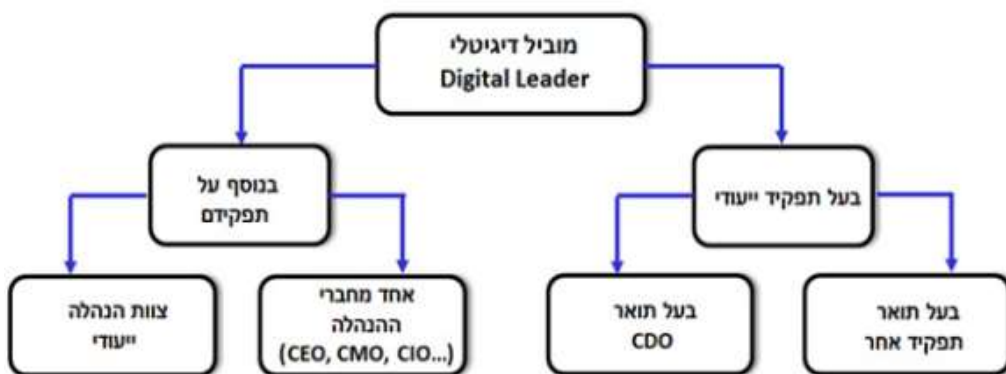 מוביל דיגיטלי
Digital Leader
בעל תפקיד ייעודי
בנוסף על
תפקידם
בעל תואר
תפקיד אחר
בעל תואר
CDO
אחד מחברי
ההנהלה
(CEO, CMO, CIO...)
צוות הנהלה
ייעודי